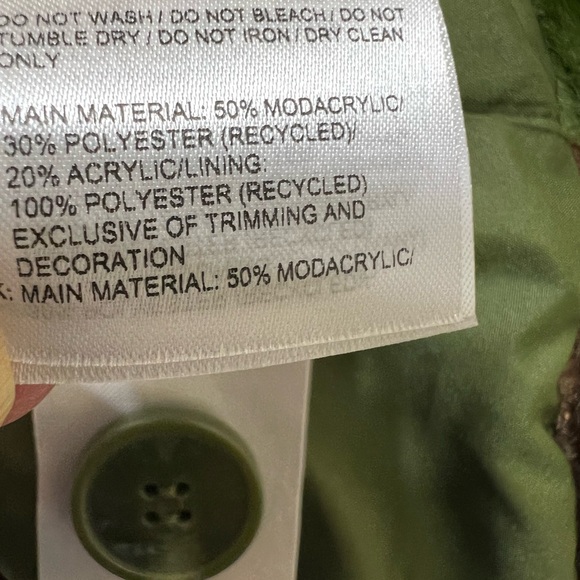 DO NOT WASH / DO NOT BLEACH / DO NOT
TUMBLE DRY / DO NOT IRON / DRY CLEAN
ONLY
MAIN MATERIAL: 50% MODACRYLIC/
30% POLYESTER (RECYCLED)/
20% ACRYLIC/LINING:
100% POLYESTER (RECYCLED)
EXCLUSIVE OF TRIMMING AND
DECORATION
K: MAIN MATERIAL: 50% MODACRYLIC/